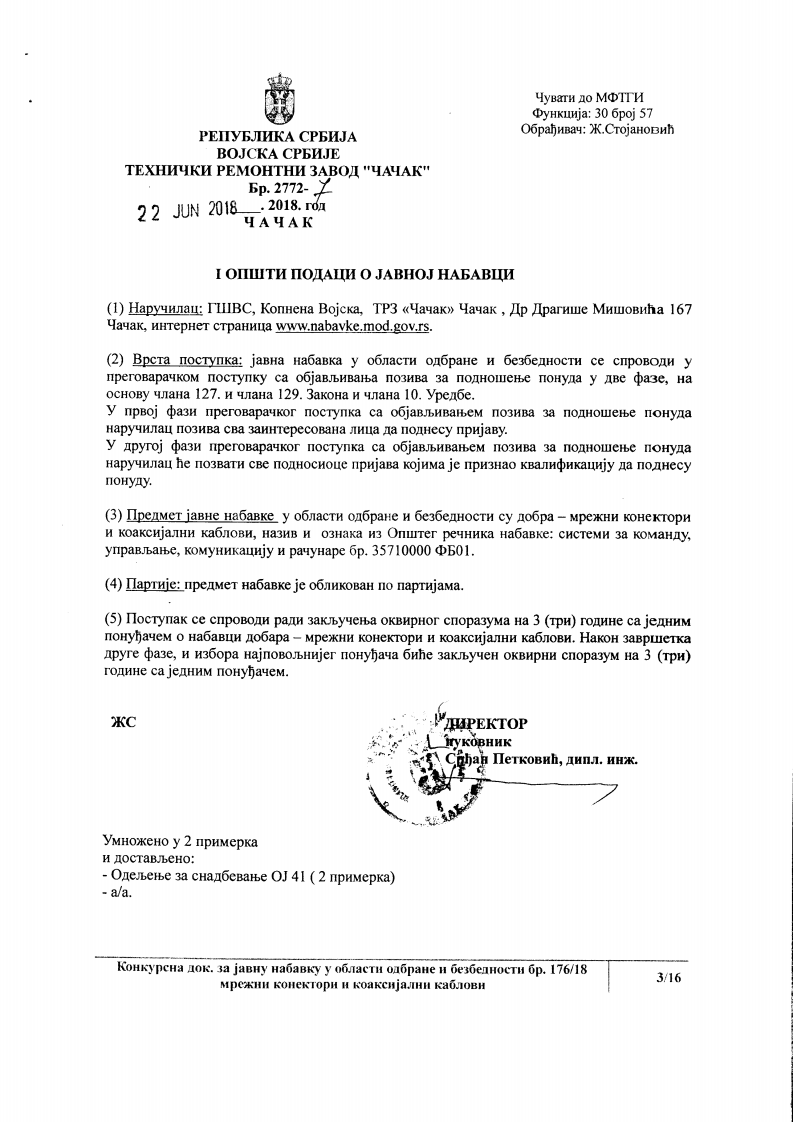 Чувати до МФТГИ
Функција: 30 број 57
Обрађивач: Ж.Стојановић
РЕПУБЛИКА СРБИЈА
ВОЈСКА СРБИЈЕ
ТЕХНИЧКИ РЕМОНТНИ ЗАВОД "ЧАЧАК"
Бр. 2772-7
22 JUN 2018 . 2018. год
Ч А Ч А К
I ОПШТИ ПОДАЦИ О ЈАВНОЈ НАБАВЦИ
(1) Наручилац: ГШВС, Копнена Војска, ТРЗ «Чачак» Чачак , Др Драгише Мишовића 167
Чачак, интернет страница www.nabavke.mod.gov.rs.
(2) Врста поступка: јавна набавка у области одбране и безбедности се спроводи у
преговарачком поступку са објављивања позива за подношење понуда у две фазе, на
основу члана 127. и члана 129. Закона и члана 10. Уредбе.
У првој фази преговарачког поступка са објављивањем позива за подношење понуда
наручилац позива сва заинтересована лица да поднесу пријаву.
У другој фази преговарачког поступка са објављивањем позива за подношење понуда
наручилац ће позвати све подносиоце пријава којима је признао квалификацију да поднесу
понуду.
(3) Предмет јавне набавке у области одбране и безбедности су добра – мрежни конектори
и коаксијални каблови, назив и ознака из Општег речника набавке: системи за команду,
управљање, комуникацију и рачунаре бр. 35710000 ФБ01.
(4) Партије: предмет набавке је обликован по партијама.
(5) Поступак се спроводи ради закључења оквирног споразума на 3 (три) године са једним
понуђачем о набавци добара – мрежни конектори и коаксијални каблови. Након завршетка
друге фазе, и избора најповољнијег понуђача биће закључен оквирни споразум на 3 (три)
године са једним понуђачем.
ЖС
ДИРЕКТОР
пуковник
Срђан Петковић, дипл. инж.
Умножено у 2 примерка
и достављено:
- Одељење за снадбевање ОЈ 41 ( 2 примерка)
- а/а.
Конкурсна док. за јавну набавку у области одбране и безбедности бр. 176/18
мрежни конектори и коаксијални каблови
3/16